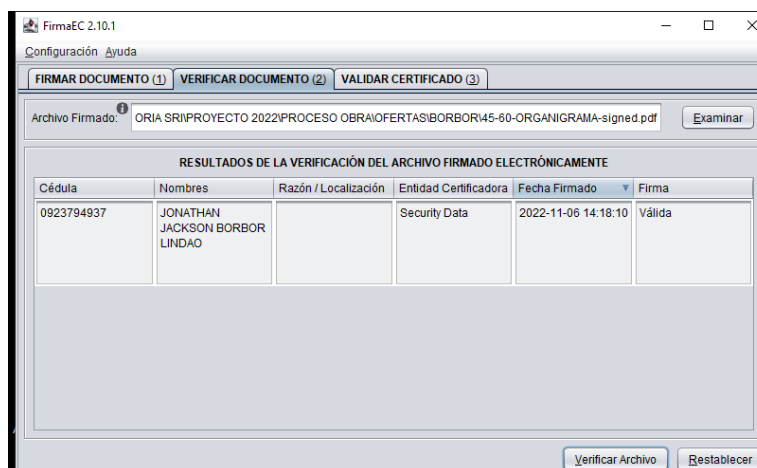 FirmaEC 2.10.1
Configuración Ayuda
FIRMAR DOCUMENTO (1) VERIFICAR DOCUMENTO (2) VALIDAR CERTIFICADO (3)
Archivo Firmado: ORIA SRI\PROYECTO 2022\PROCESO OBRA\OFERTAS\BORBOR\45-60-ORGANIGRAMA-signed.pdf Examinar
RESULTADOS DE LA VERIFICACIÓN DEL ARCHIVO FIRMADO ELECTRÓNICAMENTE
Cédula Nombres Razón / Localización Entidad Certificadora Fecha Firmado Firma
0923794937 JONATHAN Security Data 2022-11-06 14:18:10 Válida
JACKSON BORBOR
LINDAO
Verificar Archivo Restablecer